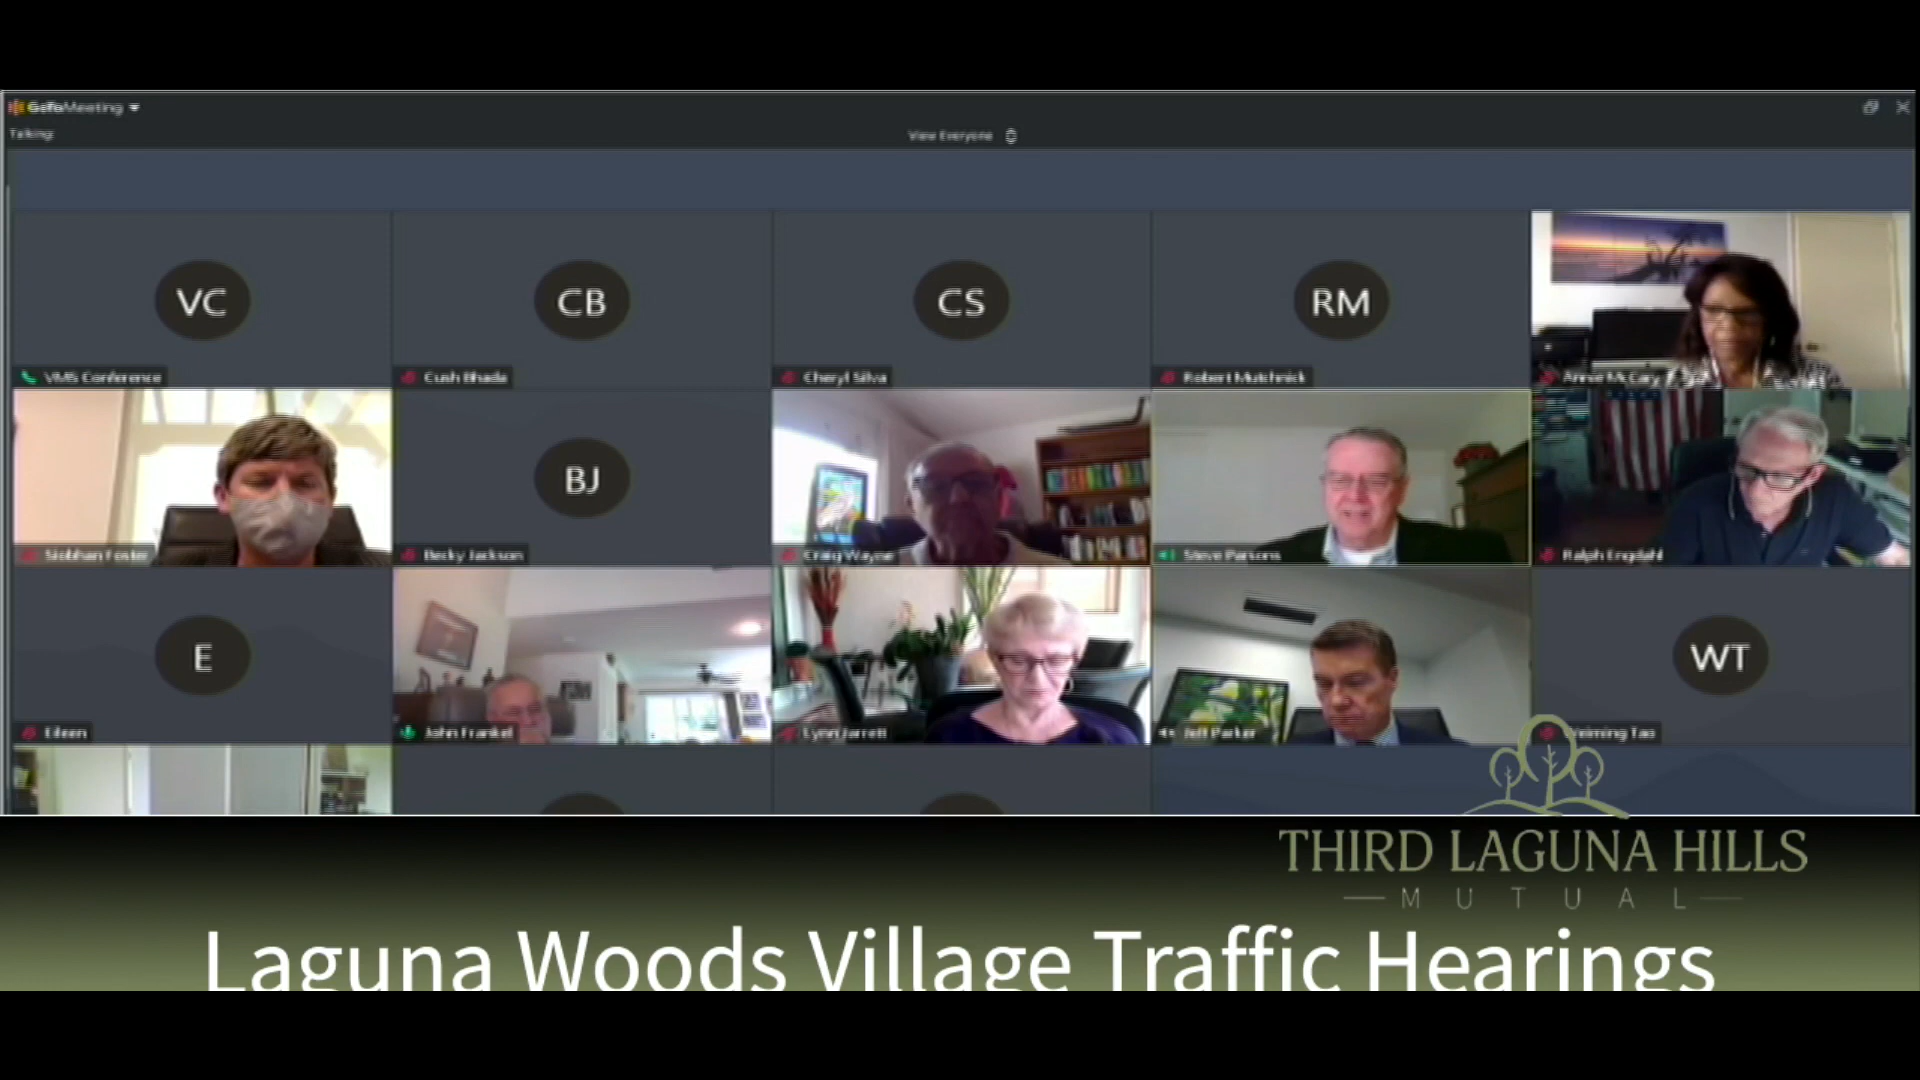 GoToMeeting
Talking:
View Everyone
VC
CB
CS
RM
VMS Conference
Cush Bhada
Cheryl Silva
Robert Mutchnick
Annie McCary
BJ
Siobhan Foster
Becky Jackson
Craig Wayne
Steve Parsons
Ralph Engdahl
E
WT
Eileen
John Frankel
Lynn Jarrett
Jeff Parker
THIRD LAGUNA HILLS
MUTUAL
Laguna Woods Village Traffic Hearings